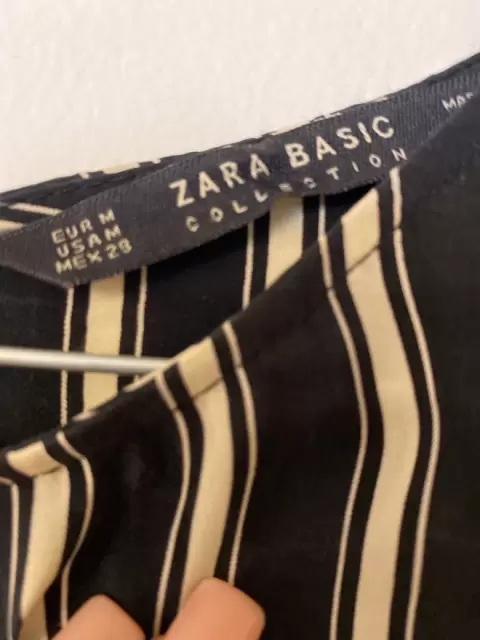 ZARA BASIC
COLLECTION
EUR M
USA M
MEX 28